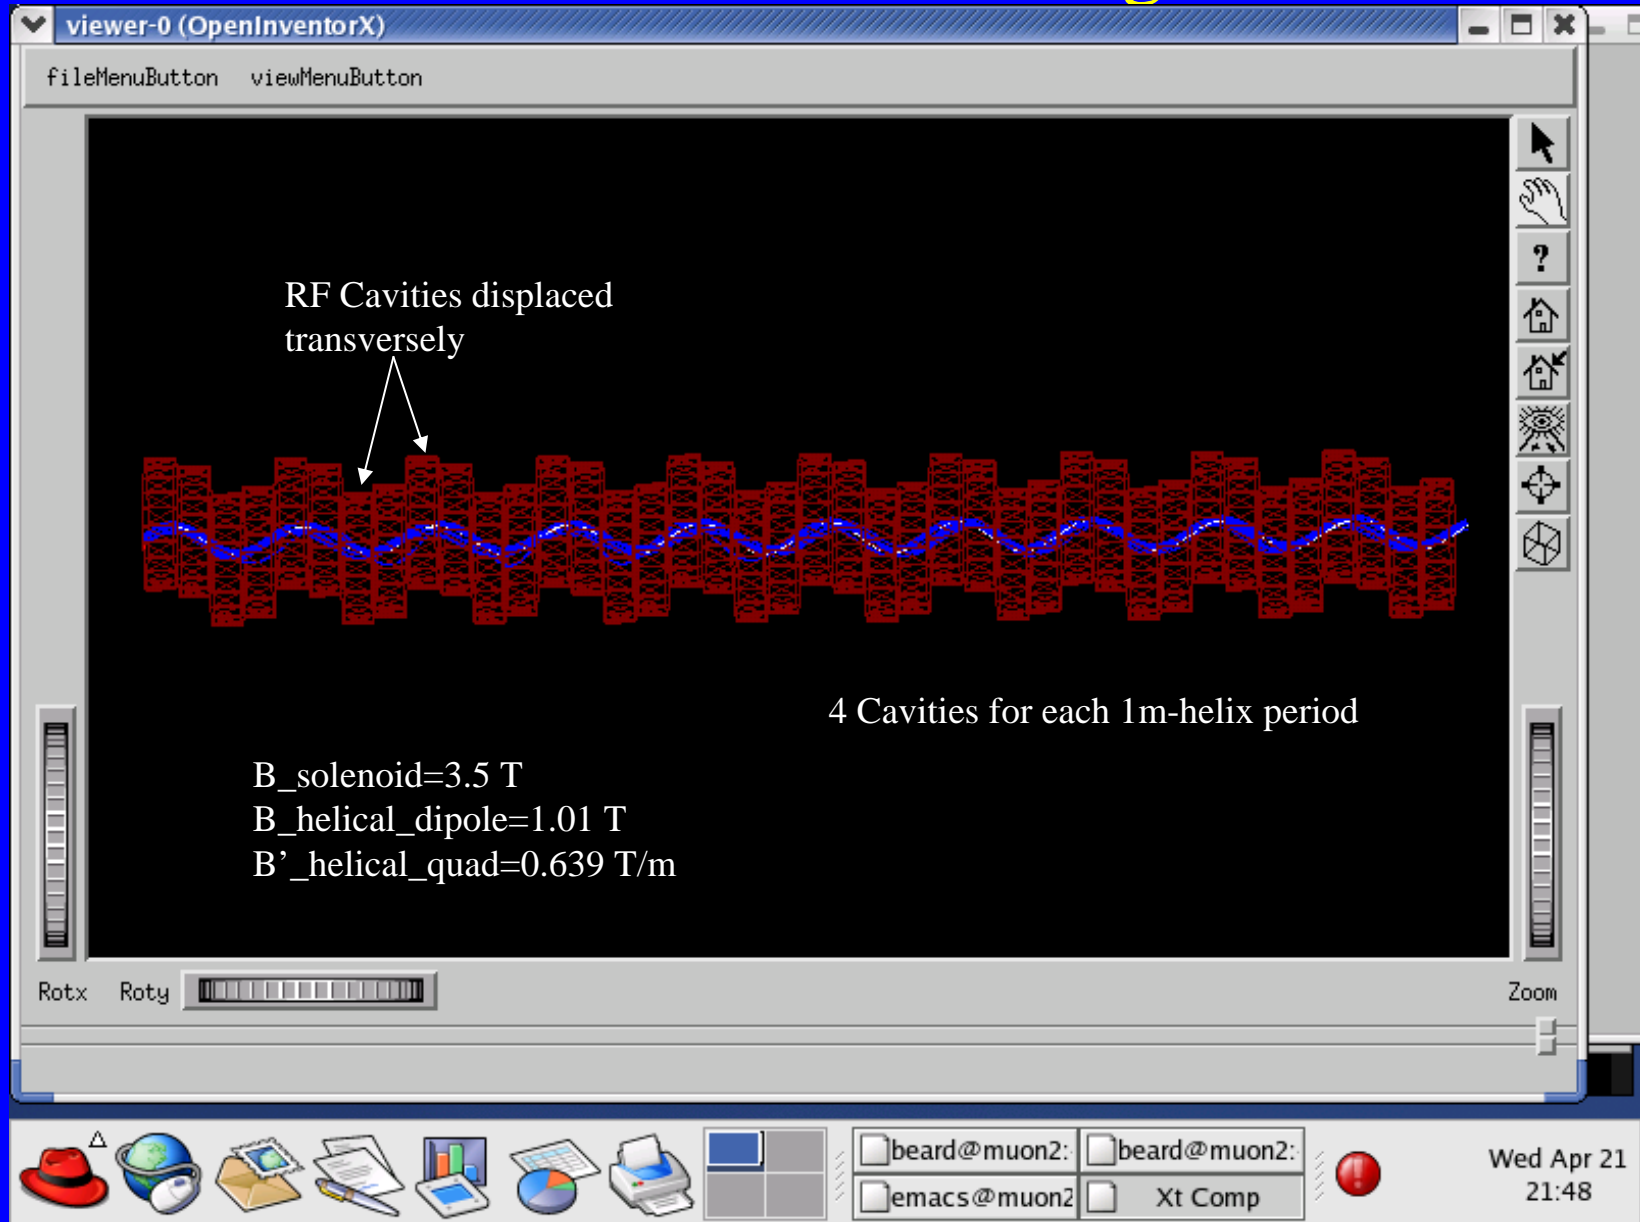 viewer-0 (OpenInventorX)
fileMenuButton viewMenuButton
?
RF Cavities displaced
transversely
4 Cavities for each 1m-helix period
B_solenoid=3.5 T
B_helical_dipole=1.01 T
B’_helical_quad=0.639 T/m
Rotx Roty
Zoom
beard@muon2: beard@muon2:
emacs@muon2 Xt Comp
Wed Apr 21
21:48